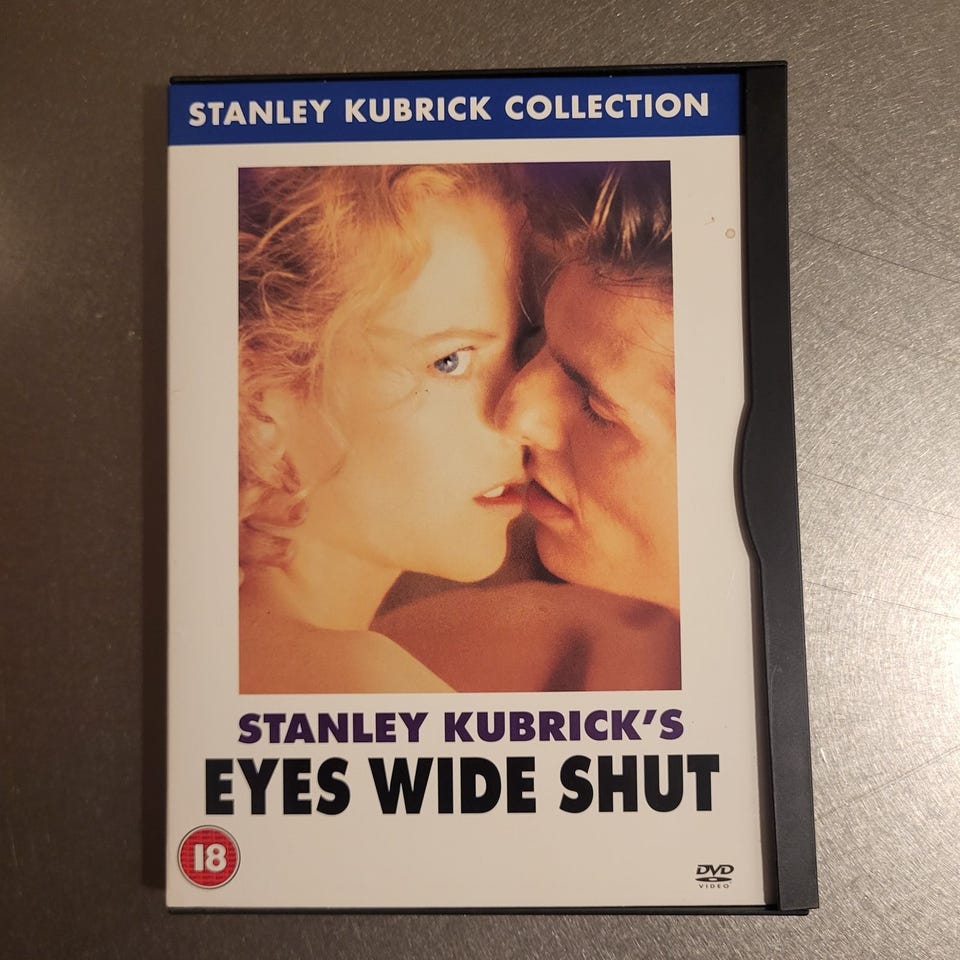 STANLEY KUBRICK COLLECTION
STANLEY KUBRICK'S
EYES WIDE SHUT
18
DVD
VIDEO